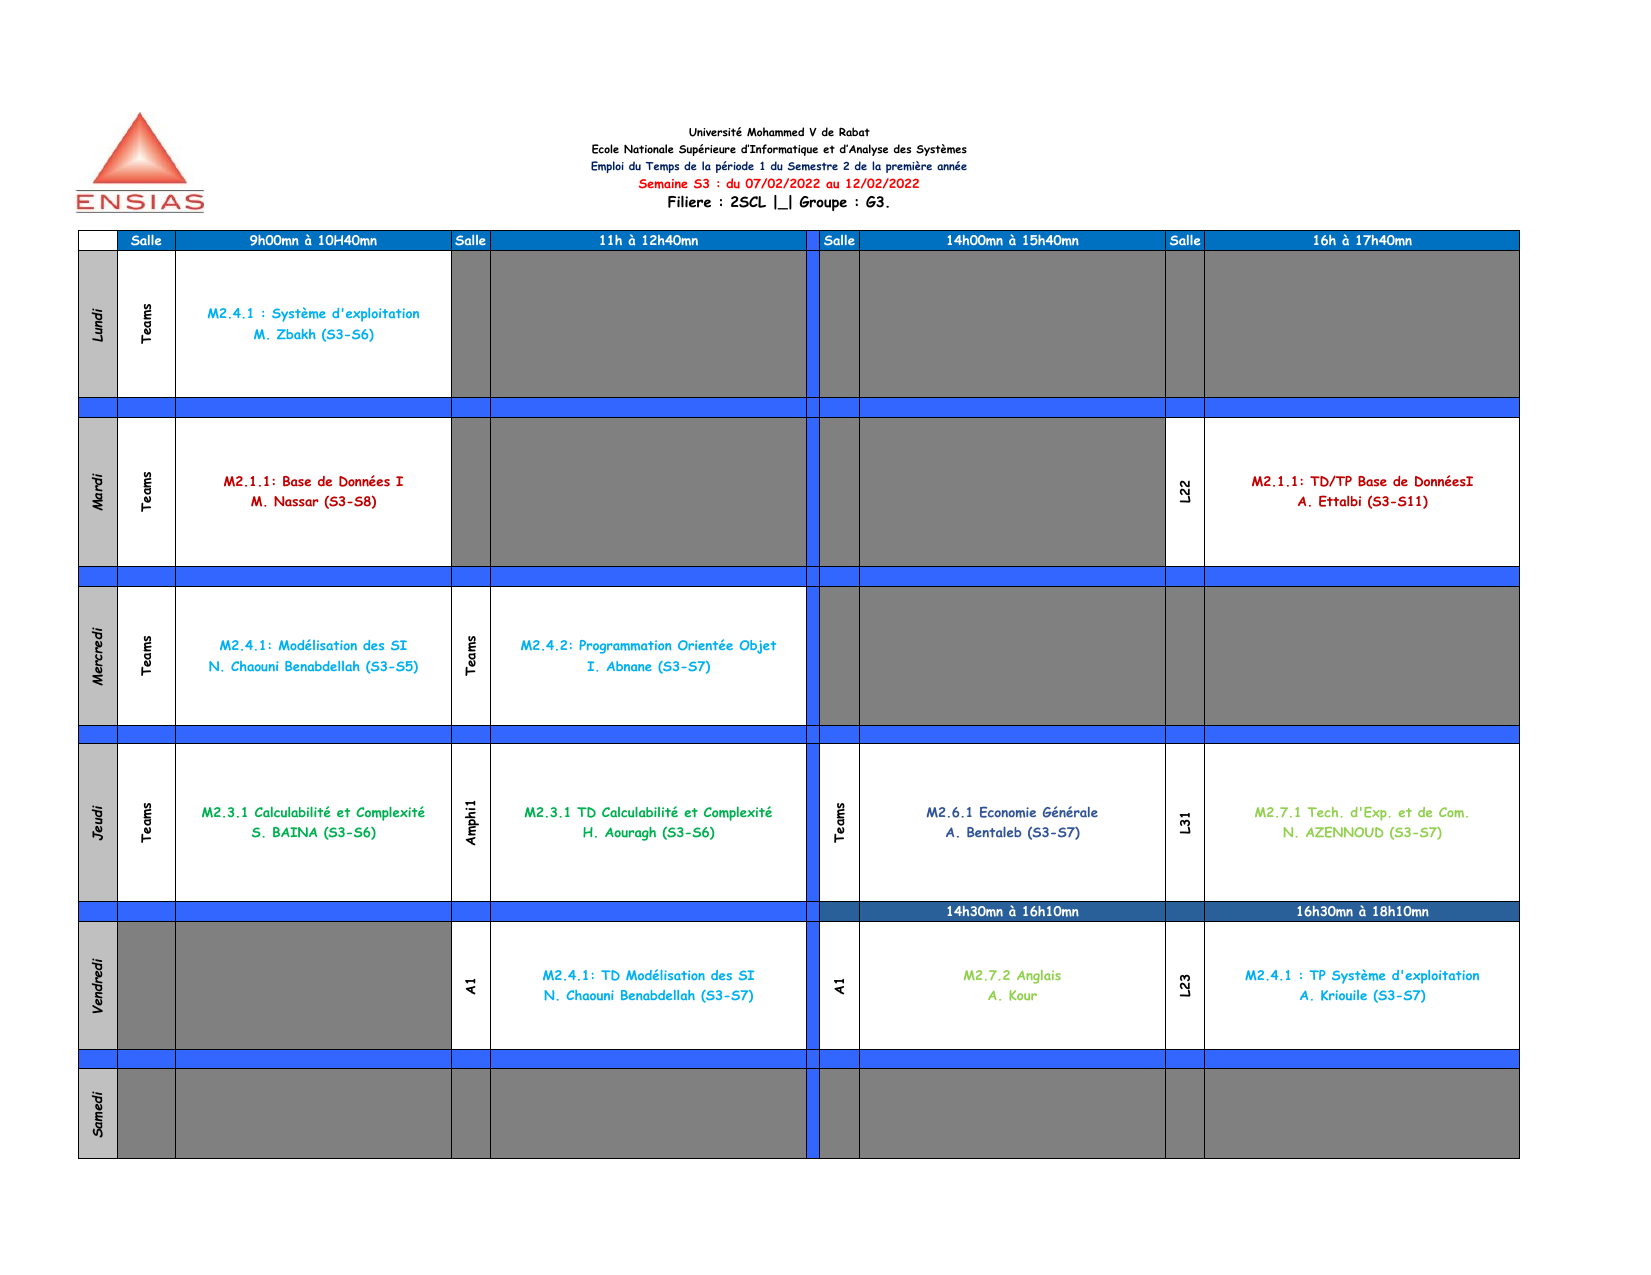 ENSIAS
Université Mohammed V de Rabat
Ecole Nationale Supérieure d'Informatique et d'Analyse des Systèmes
Emploi du Temps de la période 1 du Semestre 2 de la première année
Semaine S3 : du 07/02/2022 au 12/02/2022
Filiere : 2SCL |_| Groupe : G3.
Salle
9h00mn à 10H40mn
Salle
11h à 12h40mn
Salle
14h00mn à 15h40mn
Salle
16h à 17h40mn
Lundi
Teams
M2.4.1 : Système d'exploitation
M. Zbakh (S3-S6)
Mardi
Teams
M2.1.1: Base de Données I
M. Nassar (S3-S8)
L22
M2.1.1: TD/TP Base de DonnéesI
A. Ettalbi (S3-S11)
Mercredi
Teams
M2.4.1: Modélisation des SI
N. Chaouni Benabdellah (S3-S5)
Teams
M2.4.2: Programmation Orientée Objet
I. Abnane (S3-S7)
Jeudi
Teams
M2.3.1 Calculabilité et Complexité
S. BAINA (S3-S6)
Amphi1
M2.3.1 TD Calculabilité et Complexité
H. Aouragh (S3-S6)
Teams
M2.6.1 Economie Générale
A. Bentaleb (S3-S7)
L31
M2.7.1 Tech. d'Exp. et de Com.
N. AZENNOUD (S3-S7)
14h30mn à 16h10mn
16h30mn à 18h10mn
Vendredi
A1
M2.4.1: TD Modélisation des SI
N. Chaouni Benabdellah (S3-S7)
A1
M2.7.2 Anglais
A. Kour
L23
M2.4.1 : TP Système d'exploitation
A. Kriouile (S3-S7)
Samedi